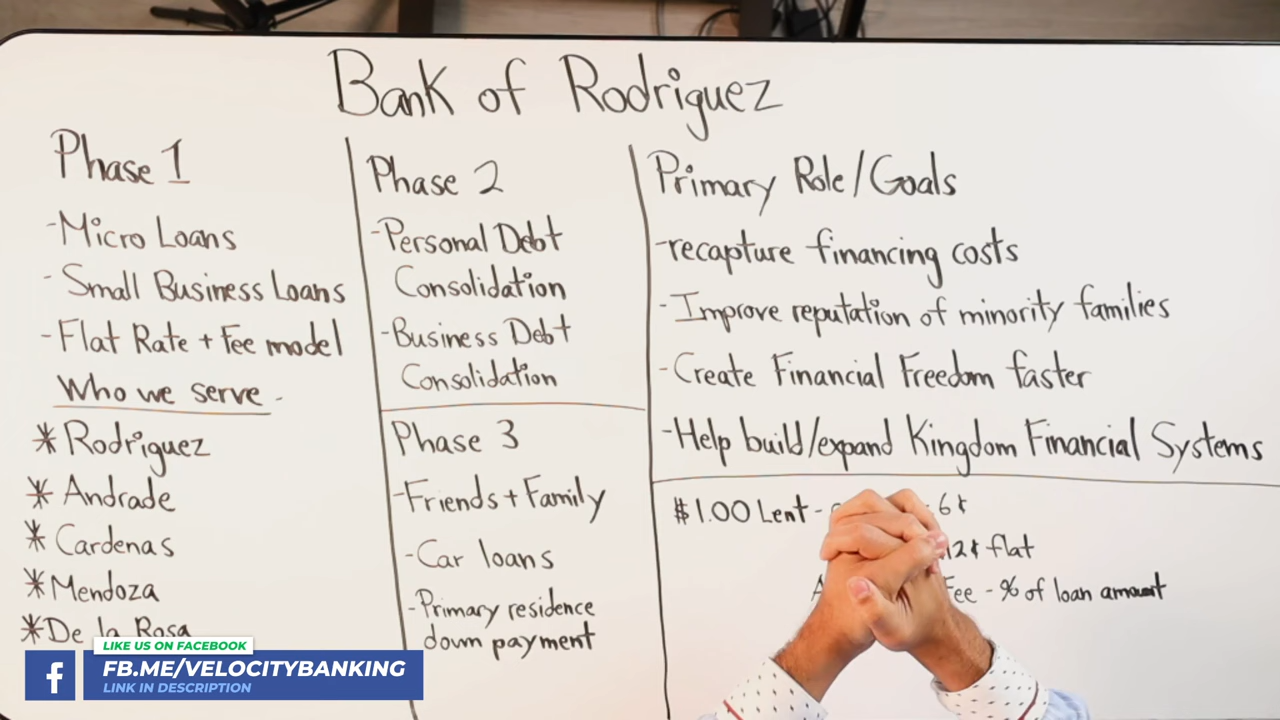 Bank of Rodriguez
Phase 1
-Micro Loans
-Small Business Loans
-Flat Rate + Fee model
Who we serve-
*Rodriguez
*Andrade
*Cardenas
*Mendoza
*De la Rosa
Phase 2
-Personal Debt
Consolidation
-Business Debt
Consolidation
Phase 3
-Friends + Family
-Car loans
-Primary residence
down payment
Primary Role/Goals
-recapture financing costs
-Improve reputation of minority families
-Create Financial Freedom faster
-Help build/expand Kingdom Financial Systems
$1.00 Lent - 6¢
12¢ flat
Fee - % of loan amount
LIKE US ON FACEBOOK
FB.ME/VELOCITYBANKING
LINK IN DESCRIPTION